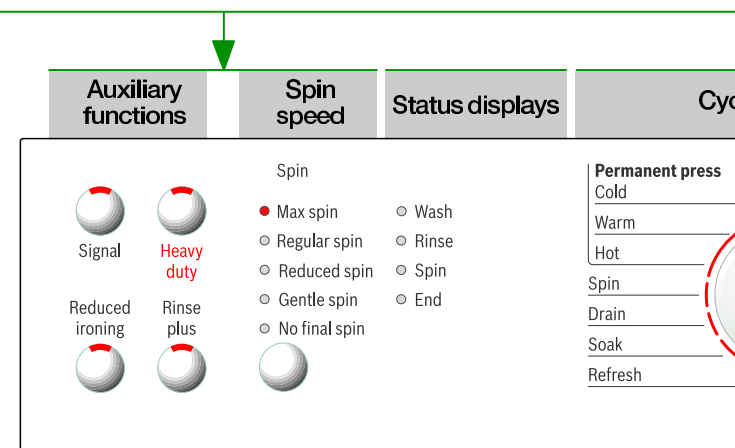 Auxiliary
functions
Spin
speed
Status displays
Cyc
Spin
Max spin
Regular spin
Reduced spin
Gentle spin
No final spin
Wash
Rinse
Spin
End
Signal
Heavy
duty
Reduced
ironing
Rinse
plus
Permanent press
Cold
Warm
Hot
Spin
Drain
Soak
Refresh